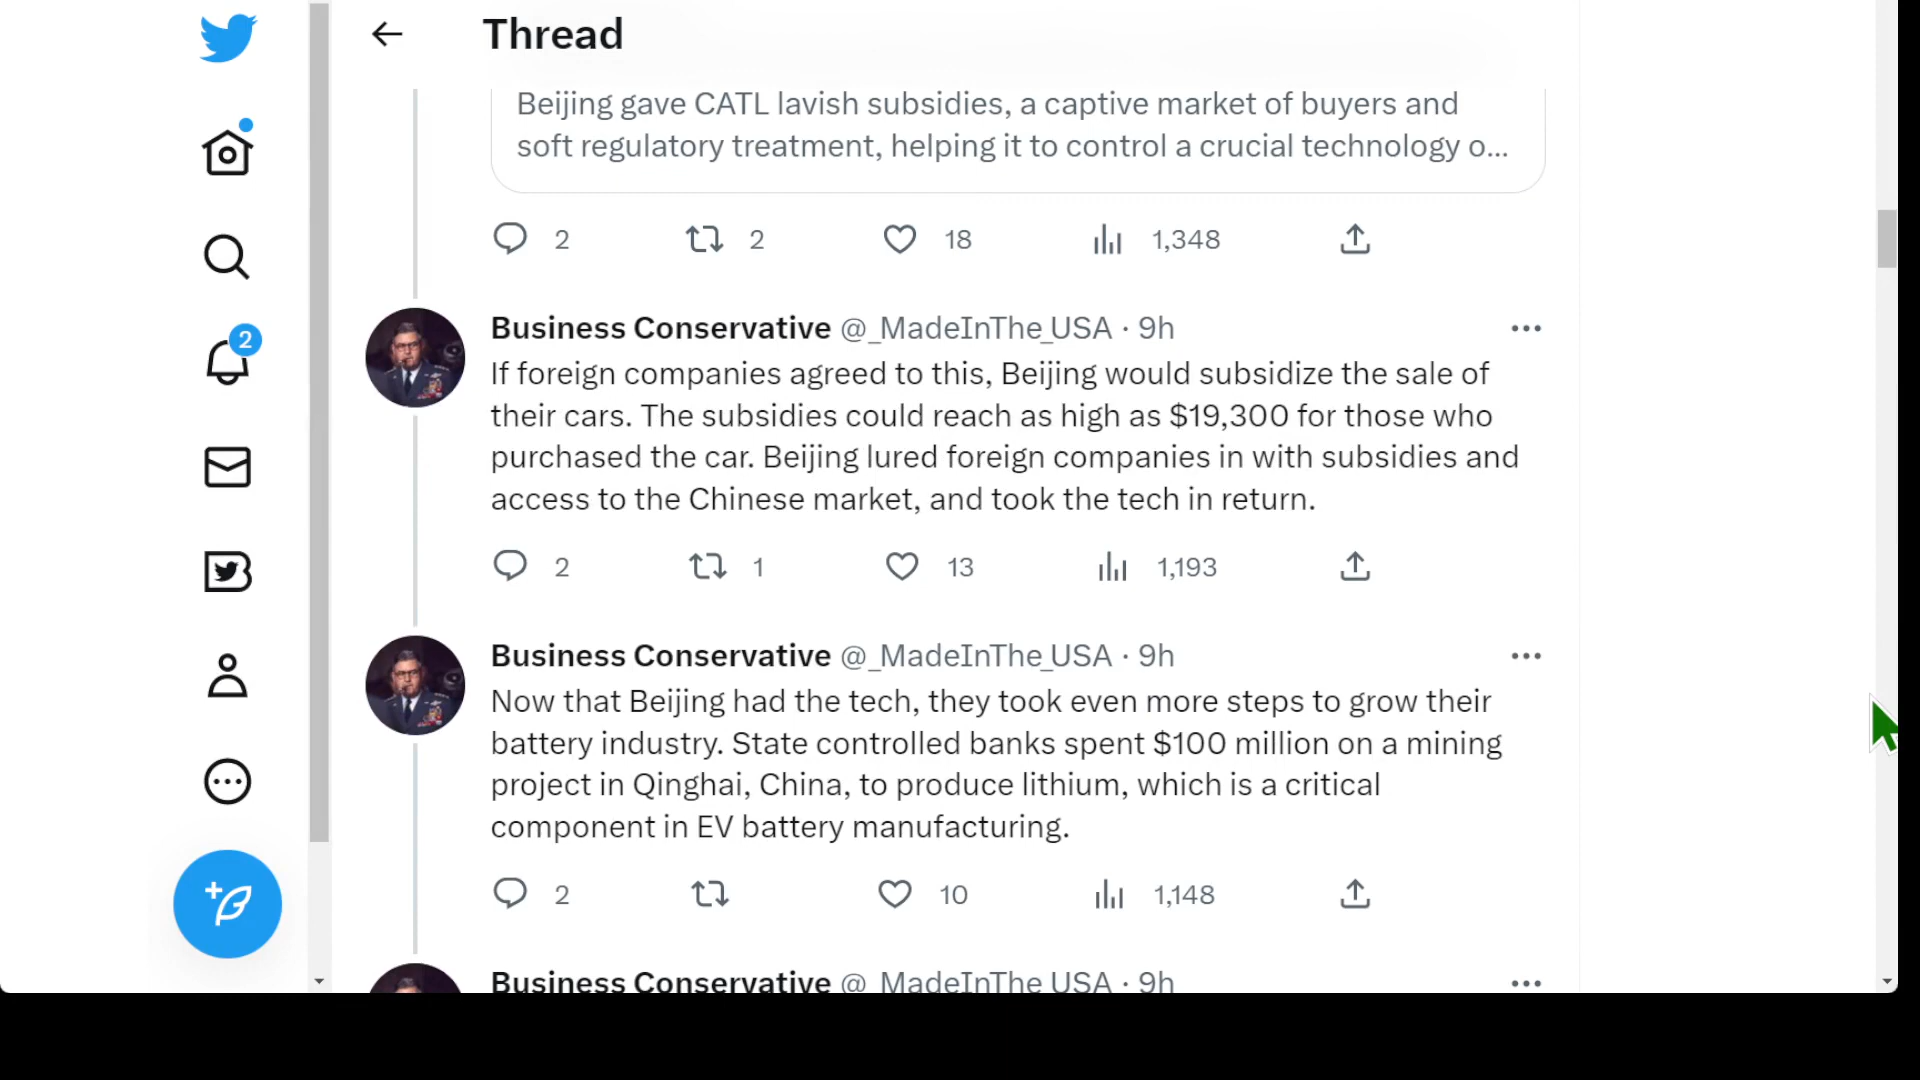 Thread
Beijing gave CATL lavish subsidies, a captive market of buyers and
soft regulatory treatment, helping it to control a crucial technology o...
2 2 18 1,348
Business Conservative @_MadeInThe_USA · 9h
If foreign companies agreed to this, Beijing would subsidize the sale of
their cars. The subsidies could reach as high as $19,300 for those who
purchased the car. Beijing lured foreign companies in with subsidies and
access to the Chinese market, and took the tech in return.
2 1 13 1,193
2
Business Conservative @_MadeInThe_USA · 9h
Now that Beijing had the tech, they took even more steps to grow their
battery industry. State controlled banks spent $100 million on a mining
project in Qinghai, China, to produce lithium, which is a critical
component in EV battery manufacturing.
2 10 1,148
Business Conservative @_MadeInThe_USA · 9h